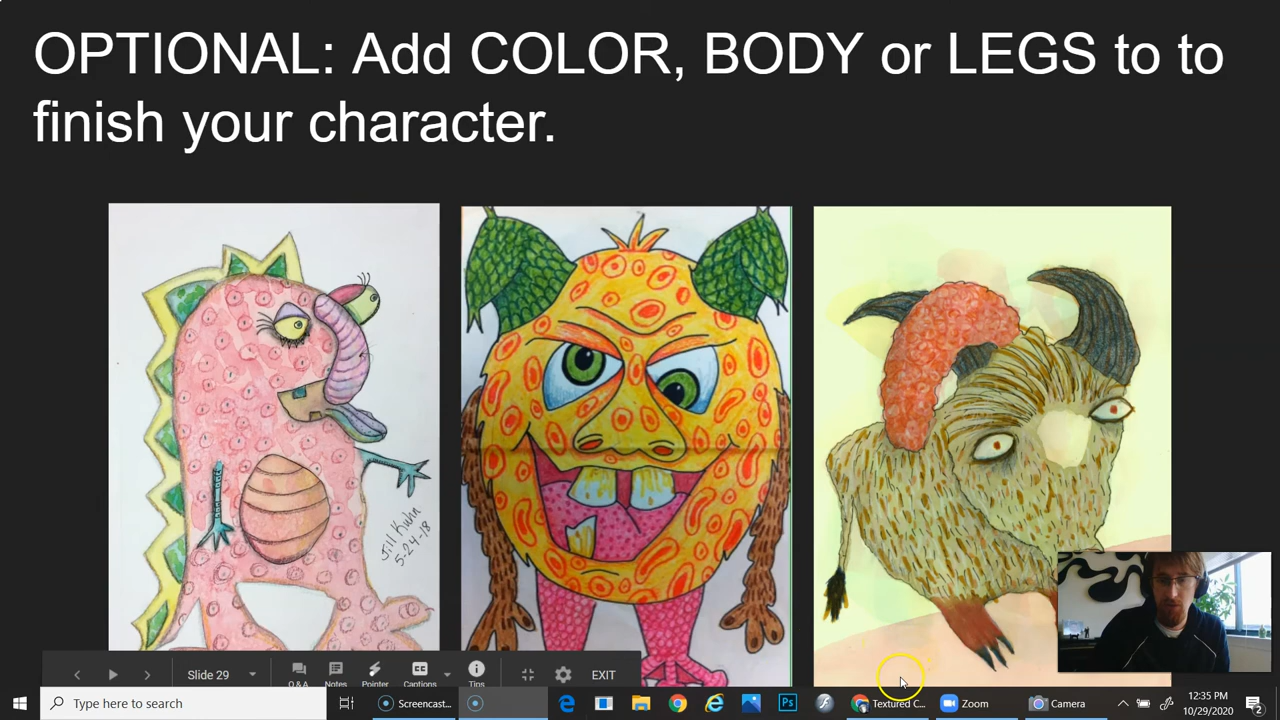 OPTIONAL: Add COLOR, BODY or LEGS to to
finish your character.
Jill Kuhn
5-24-18
Slide 29
Q & A
Notes
Pointer
Captions
Tips
EXIT
Type here to search
Screencast...
Textured C...
Zoom
Camera
12:35 PM
10/29/2020
2